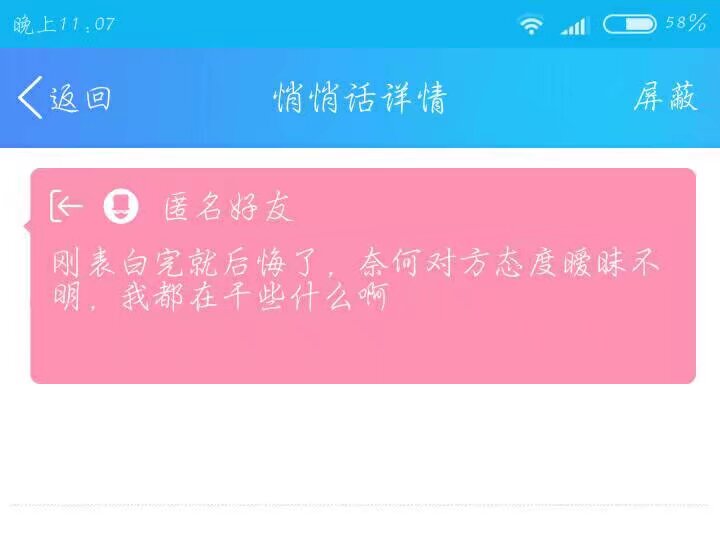 晚上11:07 58%
返回 悄悄话详情 屏蔽
匿名好友
刚表白完就后悔了，奈何对方态度暧昧不
明，我都在干些什么啊